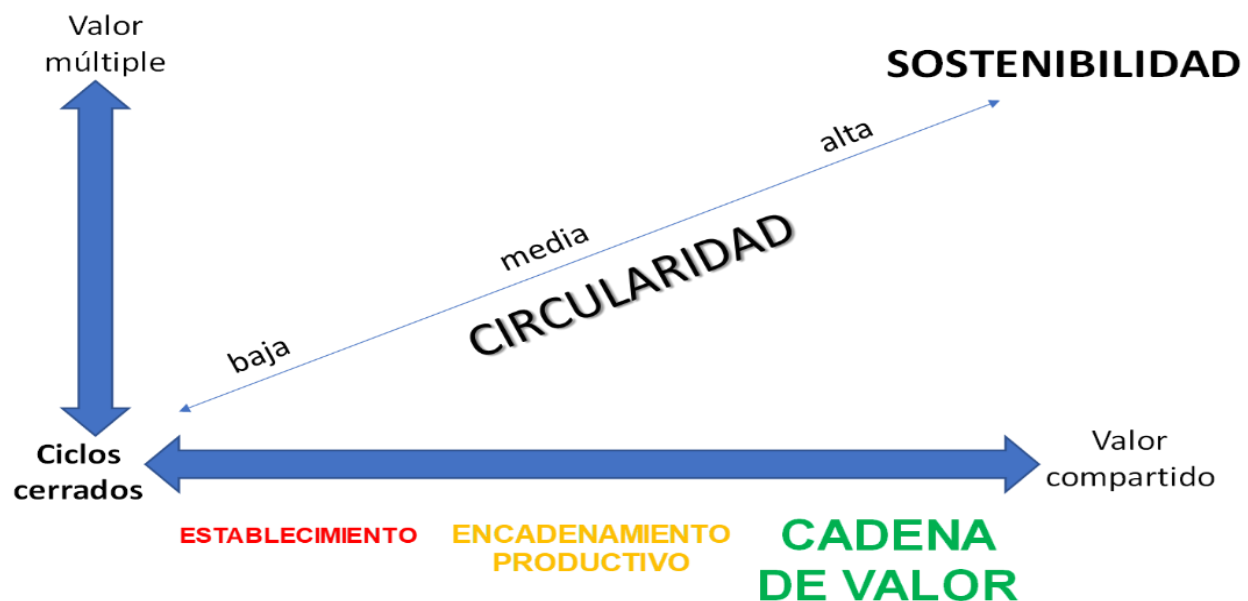 Valor
múltiple
SOSTENIBILIDAD
alta
media
CIRCULARIDAD
baja
Ciclos
cerrados
Valor
compartido
ESTABLECIMIENTO
ENCADENAMIENTO
PRODUCTIVO
CADENA
DE VALOR